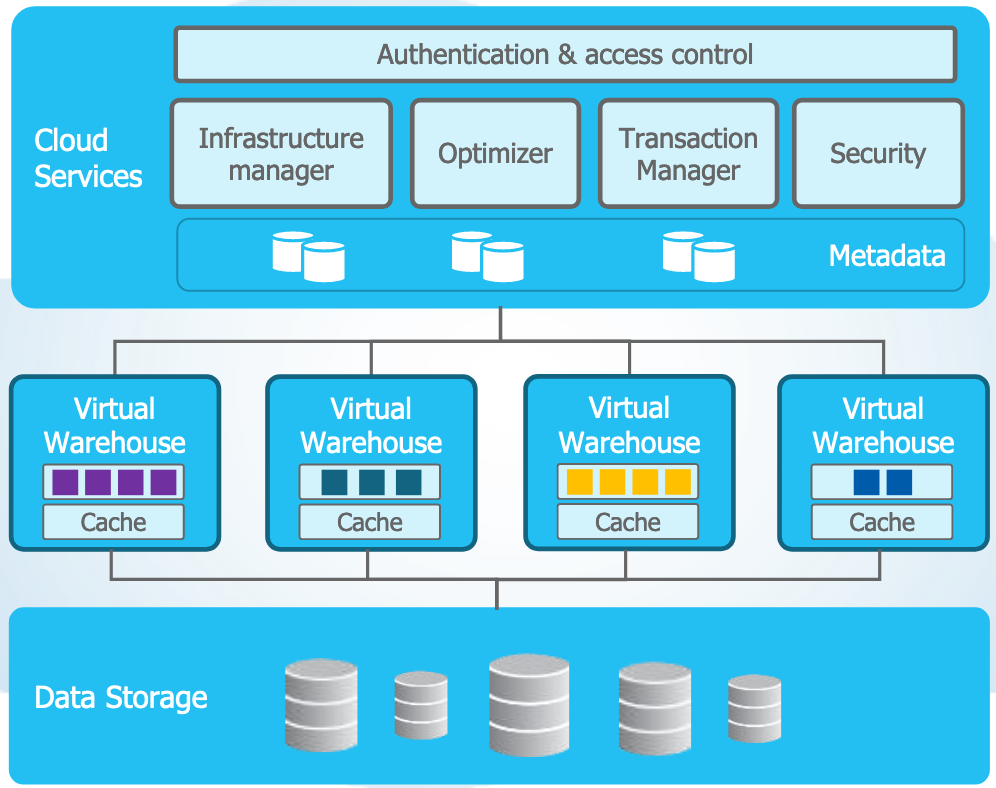 Authentication & access control
Cloud
Services
Infrastructure
manager
Optimizer
Transaction
Manager
Security
Metadata
Virtual
Warehouse
Cache
Virtual
Warehouse
Cache
Virtual
Warehouse
Cache
Virtual
Warehouse
Cache
Data Storage